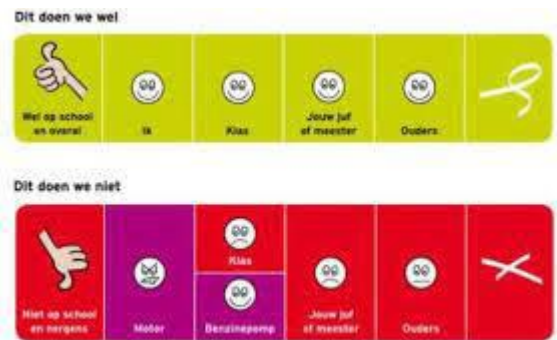 Dit doen we wel
Wel op school
en overal
Ik
Klas
Jouw juf
of meester
Ouders
Dit doen we niet
Niet op school
en nergens
Motor
Klas
Benzinepomp
Jouw juf
of meester
Ouders